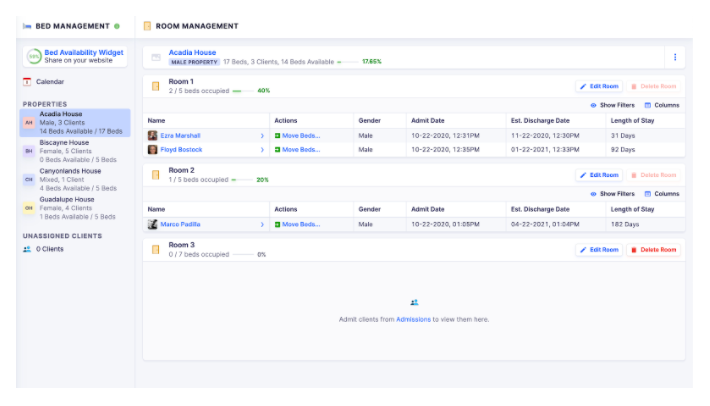 BED MANAGEMENT
ROOM MANAGEMENT
Bed Availability Widget
Share on your website
Calendar
PROPERTIES
AH Acadia House
Male, 3 Clients
14 Beds Available / 17 Beds
BH Biscayne House
Female, 5 Clients
0 Beds Available / 5 Beds
CH Canyonlands House
Mixed, 1 Client
4 Beds Available / 5 Beds
GH Guadalupe House
Female, 4 Clients
1 Beds Available / 5 Beds
UNASSIGNED CLIENTS
0 Clients
Acadia House
MALE PROPERTY 17 Beds, 3 Clients, 14 Beds Available 17.65%
Room 1
2 / 5 beds occupied 40%
Edit Room Delete Room
Show Filters Columns
Name Actions Gender Admit Date Est. Discharge Date Length of Stay
Ezra Marshall Move Beds... Male 10-22-2020, 12:31PM 11-22-2020, 12:30PM 31 Days
Floyd Bostock Move Beds... Male 10-22-2020, 12:35PM 01-22-2021, 12:33PM 92 Days
Room 2
1 / 5 beds occupied 20%
Edit Room Delete Room
Show Filters Columns
Name Actions Gender Admit Date Est. Discharge Date Length of Stay
Marco Padilla Move Beds... Male 10-22-2020, 01:05PM 04-22-2021, 01:04PM 182 Days
Room 3
0 / 7 beds occupied 0%
Edit Room Delete Room
Admit clients from Admissions to view them here.